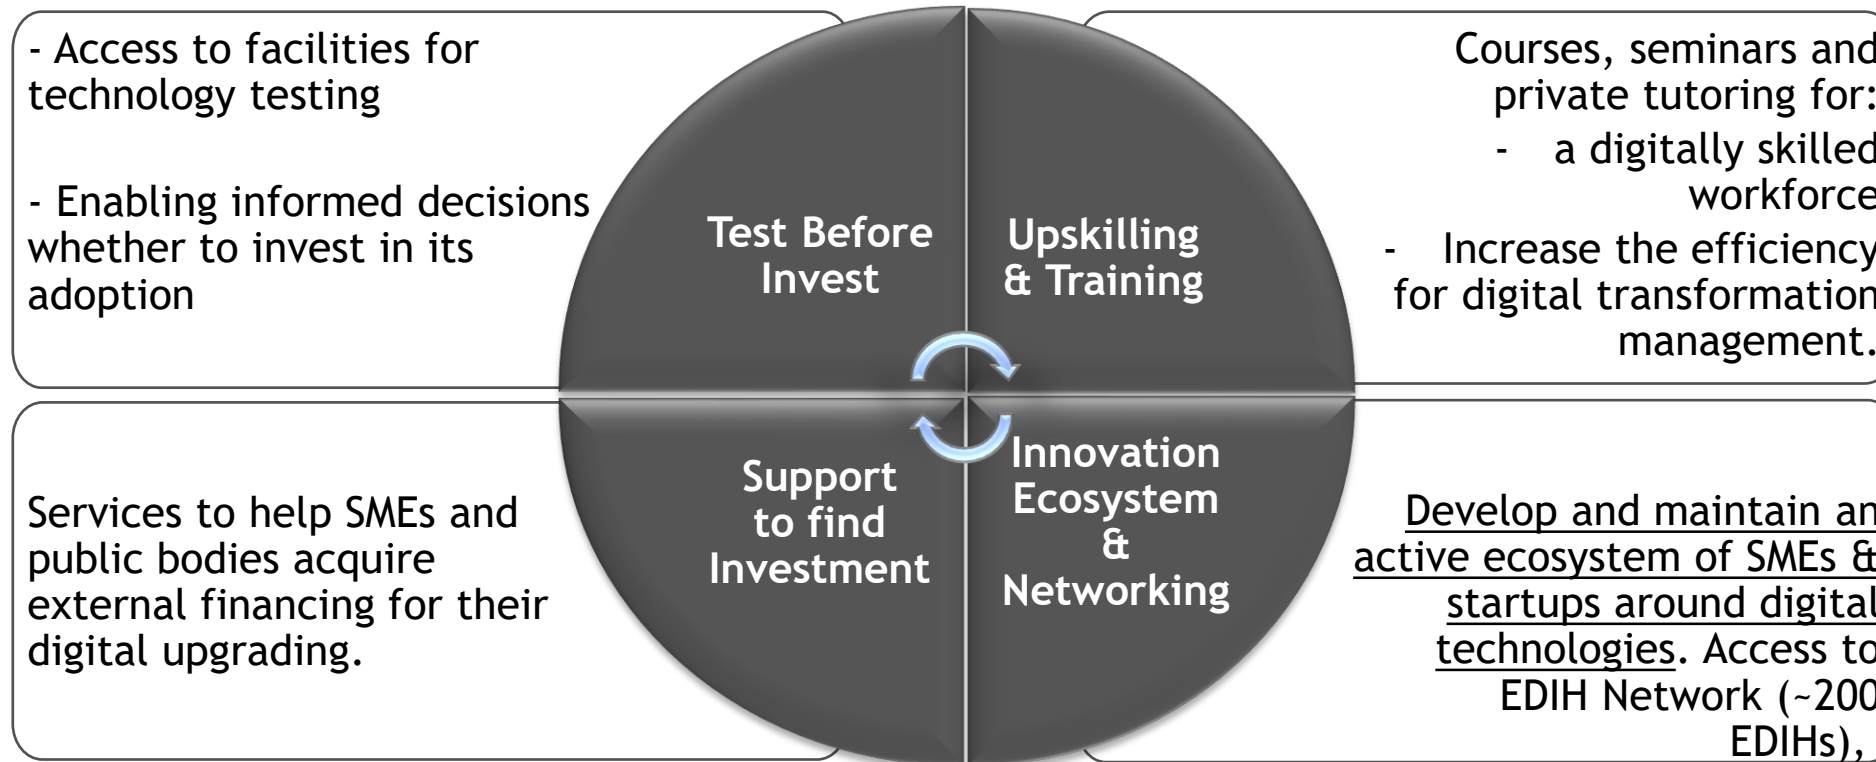 - Access to facilities for
technology testing
- Enabling informed decisions
whether to invest in its
adoption
Test Before
Invest
Upskilling
& Training
Courses, seminars and
private tutoring for:
- a digitally skilled
workforce
- Increase the efficiency
for digital transformation
management.
Services to help SMEs and
public bodies acquire
external financing for their
digital upgrading.
Support
to find
Investment
Innovation
Ecosystem
&
Networking
Develop and maintain an
active ecosystem of SMEs &
startups around digital
technologies. Access to
EDIH Network (~200
EDIHs),